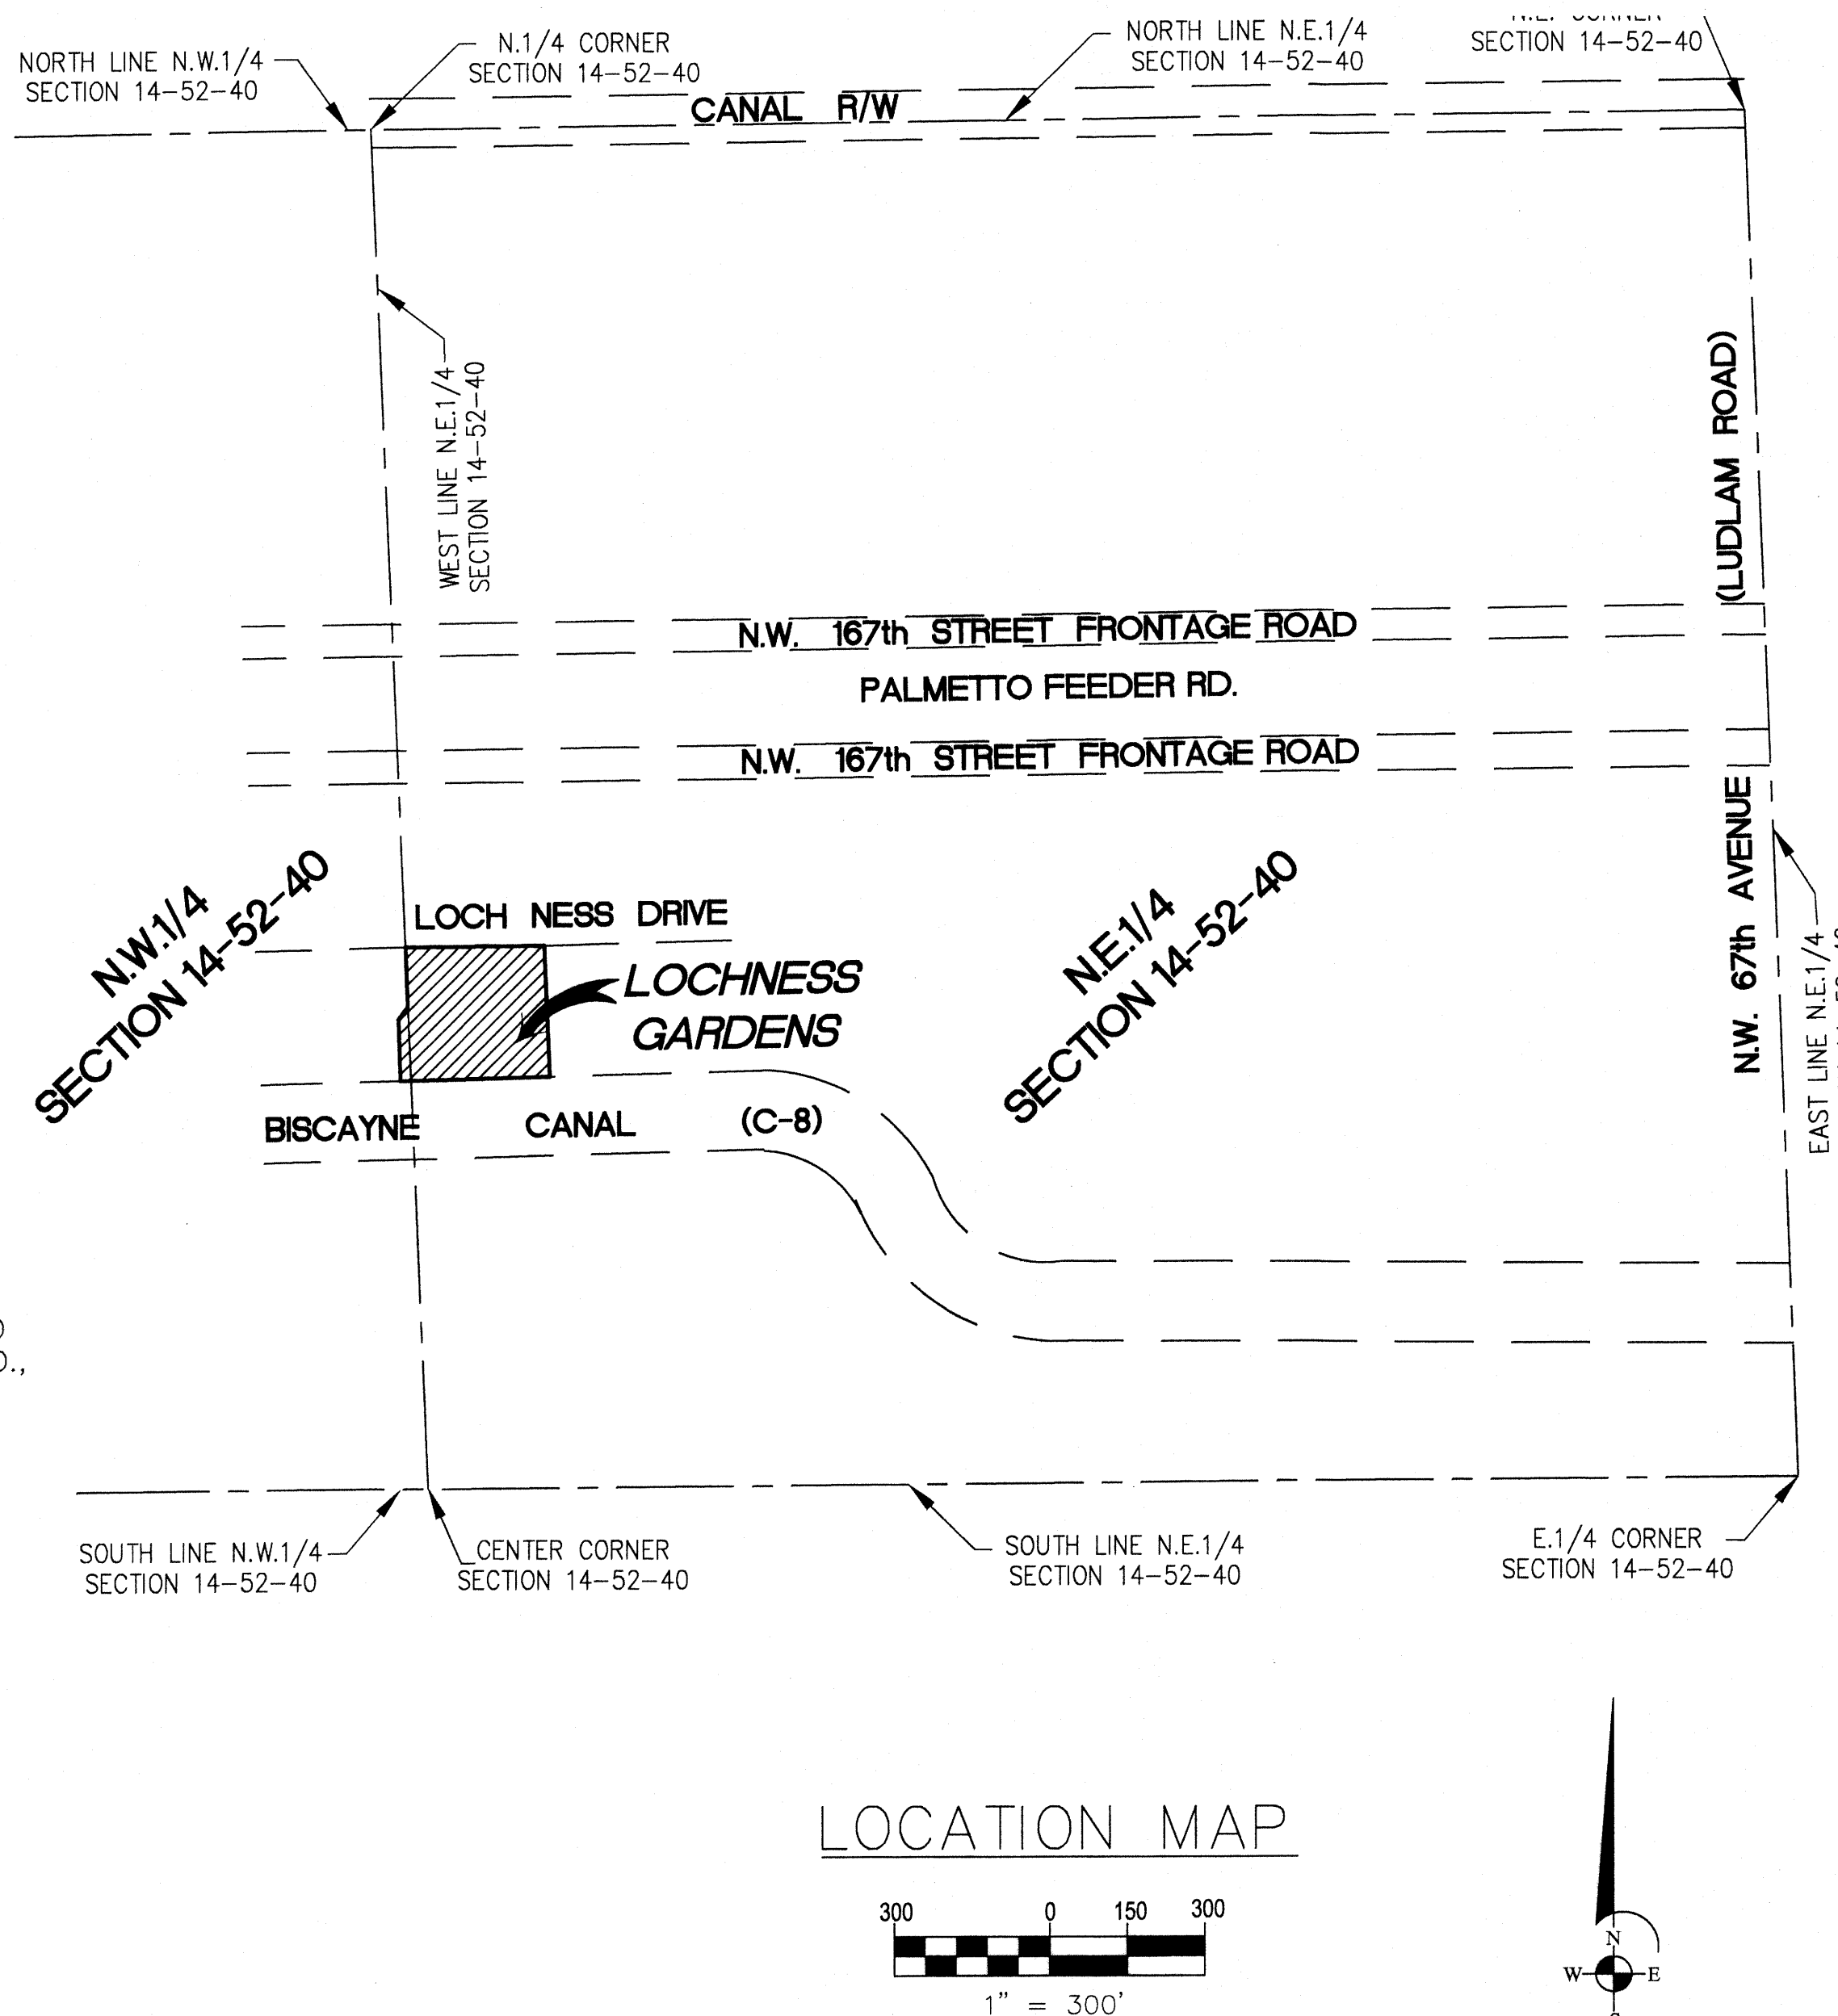 NORTH LINE N.W.1/4
SECTION 14-52-40
N.1/4 CORNER
SECTION 14-52-40
NORTH LINE N.E.1/4
SECTION 14-52-40
N.E. CORNER
SECTION 14-52-40
CANAL R/W
WEST LINE N.E.1/4
SECTION 14-52-40
(LUDLAM ROAD)
N.W. 167th STREET FRONTAGE ROAD
PALMETTO FEEDER RD.
N.W. 167th STREET FRONTAGE ROAD
N.W. 67th AVENUE
EAST LINE N.E.1/4
N.W.1/4
SECTION 14-52-40
LOCH NESS DRIVE
LOCHNESS
GARDENS
N.E.1/4
SECTION 14-52-40
BISCAYNE CANAL (C-8)
SOUTH LINE N.W.1/4
SECTION 14-52-40
CENTER CORNER
SECTION 14-52-40
SOUTH LINE N.E.1/4
SECTION 14-52-40
E.1/4 CORNER
SECTION 14-52-40
LOCATION MAP
300 0 150 300
1" = 300'
N
W E